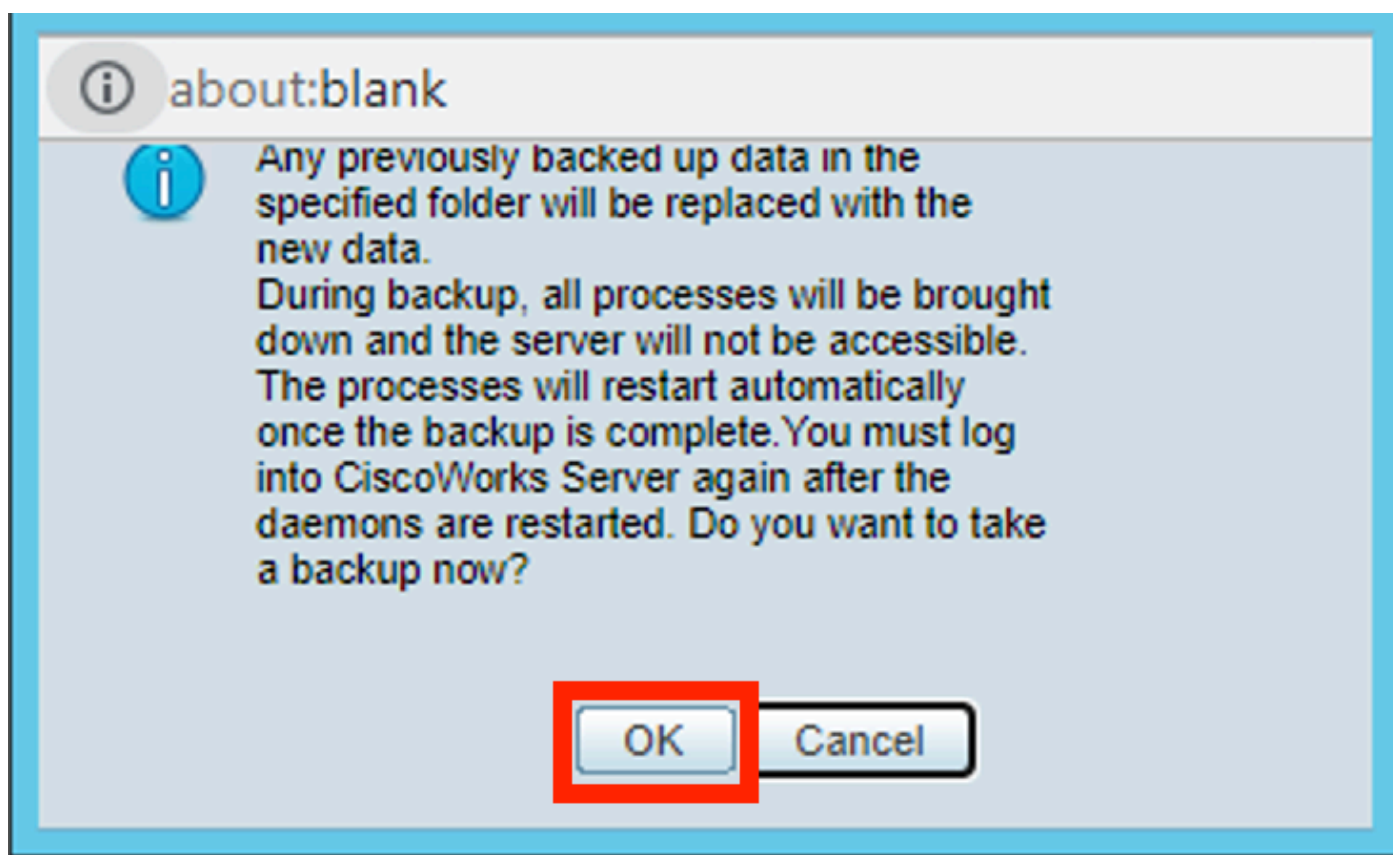 about:blank
Any previously backed up data in the
specified folder will be replaced with the
new data.
During backup, all processes will be brought
down and the server will not be accessible.
The processes will restart automatically
once the backup is complete.You must log
into CiscoWorks Server again after the
daemons are restarted. Do you want to take
a backup now?
OK Cancel